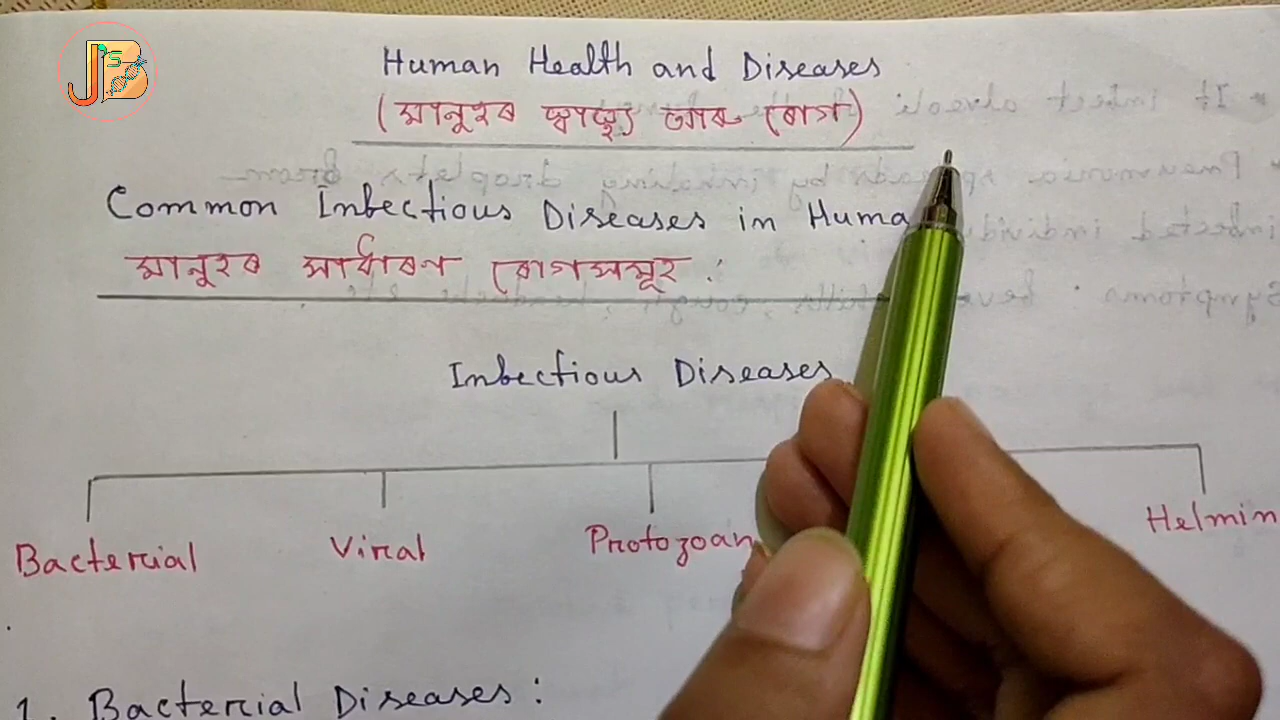 Human Health and Diseases
(মানুহৰ স্বাস্থ্য আৰু ৰোগ)
Common Infectious Diseases in Huma
মানুহৰ সাধাৰণ ৰোগসমূহ :
Infectious Diseases
Bacterial Viral Protozoan Helmin
1. Bacterial Diseases: